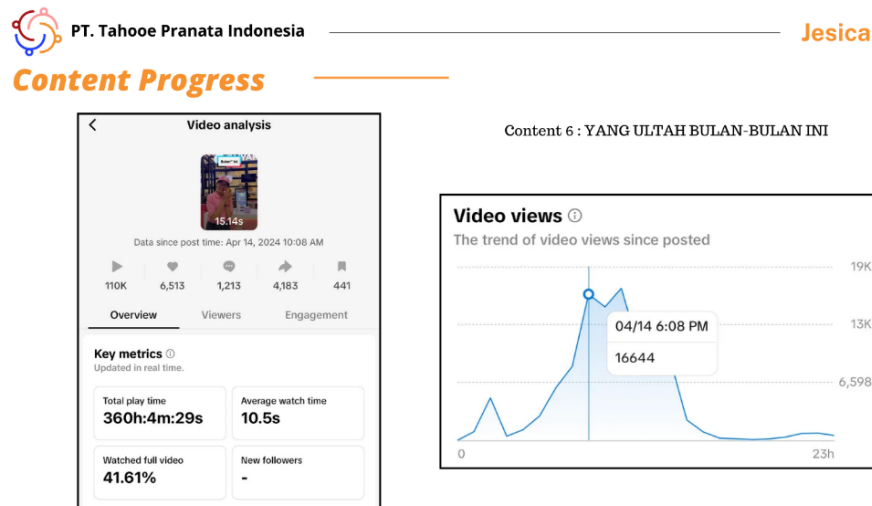 PT. Tahooe Pranata Indonesia
Jesica
Content Progress
Video analysis
15.14s
Data since post time: Apr 14, 2024 10:08 AM
110K 6,513 1,213 4,183 441
Overview Viewers Engagement
Key metrics
Updated in real time.
Total play time
360h:4m:29s
Average watch time
10.5s
Watched full video
41.61%
New followers
-
Content 6 : YANG ULTAH BULAN-BULAN INI
Video views
The trend of video views since posted
19K
13K
6,598
04/14 6:08 PM
16644
0 23h